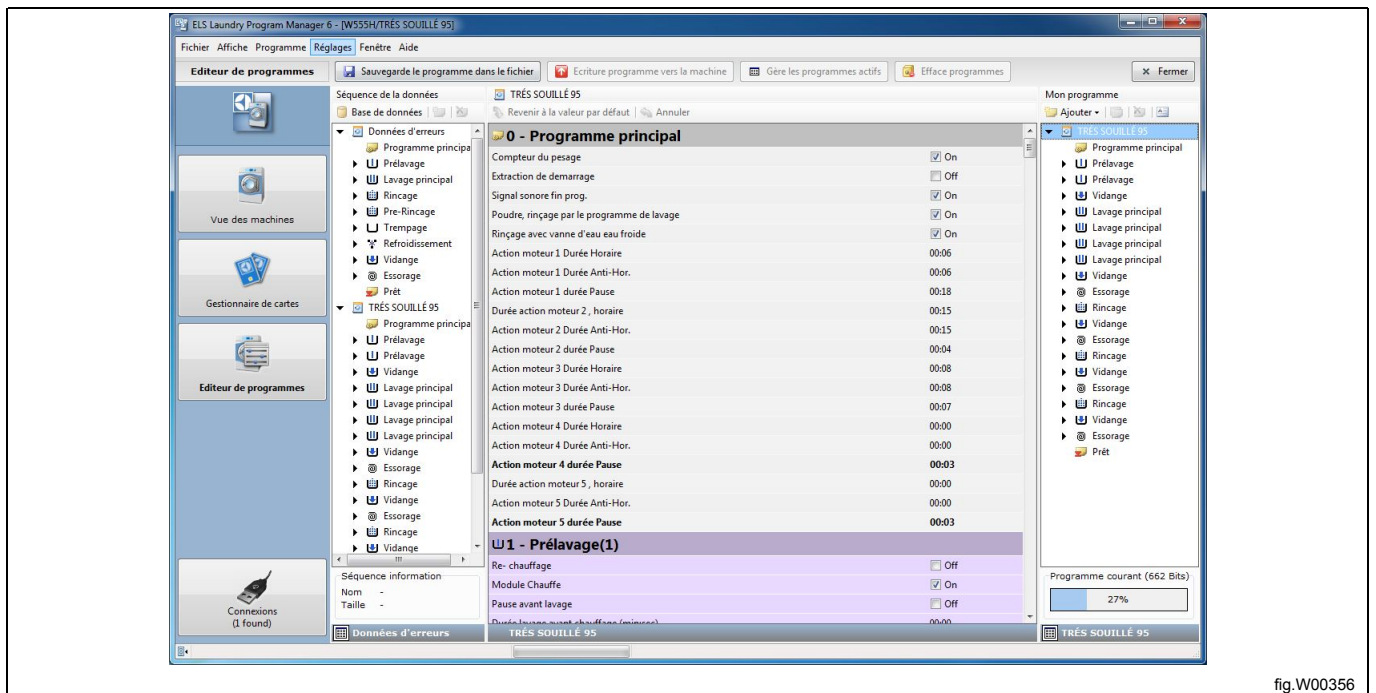 ELS Laundry Program Manager 6 - [W555H/TRÉS SOUILLÉ 95]
Fichier Affiche Programme Réglages Fenêtre Aide
Editeur de programmes
Sauvegarde le programme dans le fichier
Ecriture programme vers la machine
Gère les programmes actifs
Efface programmes
Fermer
Vue des machines
Gestionnaire de cartes
Editeur de programmes
Connexions
(1 found)
Séquence de la données
Base de données
Données d'erreurs
Programme principa
Prélavage
Lavage principal
Rincage
Pre-Rincage
Trempage
Refroidissement
Vidange
Essorage
Prêt
TRÉS SOUILLÉ 95
Programme principa
Prélavage
Prélavage
Vidange
Lavage principal
Lavage principal
Lavage principal
Lavage principal
Vidange
Essorage
Rincage
Vidange
Essorage
Rincage
Vidange
Séquence information
Nom -
Taille -
Données d'erreurs
TRÉS SOUILLÉ 95
Revenir à la valeur par défaut
Annuler
0 - Programme principal
Compteur du pesage On
Extraction de demarrage Off
Signal sonore fin prog. On
Poudre, rinçage par le programme de lavage On
Rinçage avec vanne d'eau eau froide On
Action moteur 1 Durée Horaire 00:06
Action moteur 1 Durée Anti-Hor. 00:06
Action moteur 1 durée Pause 00:18
Durée action moteur 2 , horaire 00:15
Action moteur 2 Durée Anti-Hor. 00:15
Action moteur 2 durée Pause 00:04
Action moteur 3 Durée Horaire 00:08
Action moteur 3 Durée Anti-Hor. 00:08
Action moteur 3 durée Pause 00:07
Action moteur 4 Durée Horaire 00:00
Action moteur 4 Durée Anti-Hor. 00:00
Action moteur 4 durée Pause 00:03
Durée action moteur 5 , horaire 00:00
Action moteur 5 Durée Anti-Hor. 00:00
Action moteur 5 durée Pause 00:03
1 - Prélavage(1)
Re- chauffage Off
Module Chauffe On
Pause avant lavage Off
Durée lavage avant chauffage (min:sec) 00:00
TRÉS SOUILLÉ 95
Mon programme
Ajouter
TRÉS SOUILLÉ 95
Programme principal
Prélavage
Prélavage
Vidange
Lavage principal
Lavage principal
Lavage principal
Lavage principal
Vidange
Essorage
Rincage
Vidange
Essorage
Rincage
Vidange
Essorage
Rincage
Vidange
Essorage
Prêt
Programme courant (662 Bits)
27%
TRÉS SOUILLÉ 95
fig.W00356